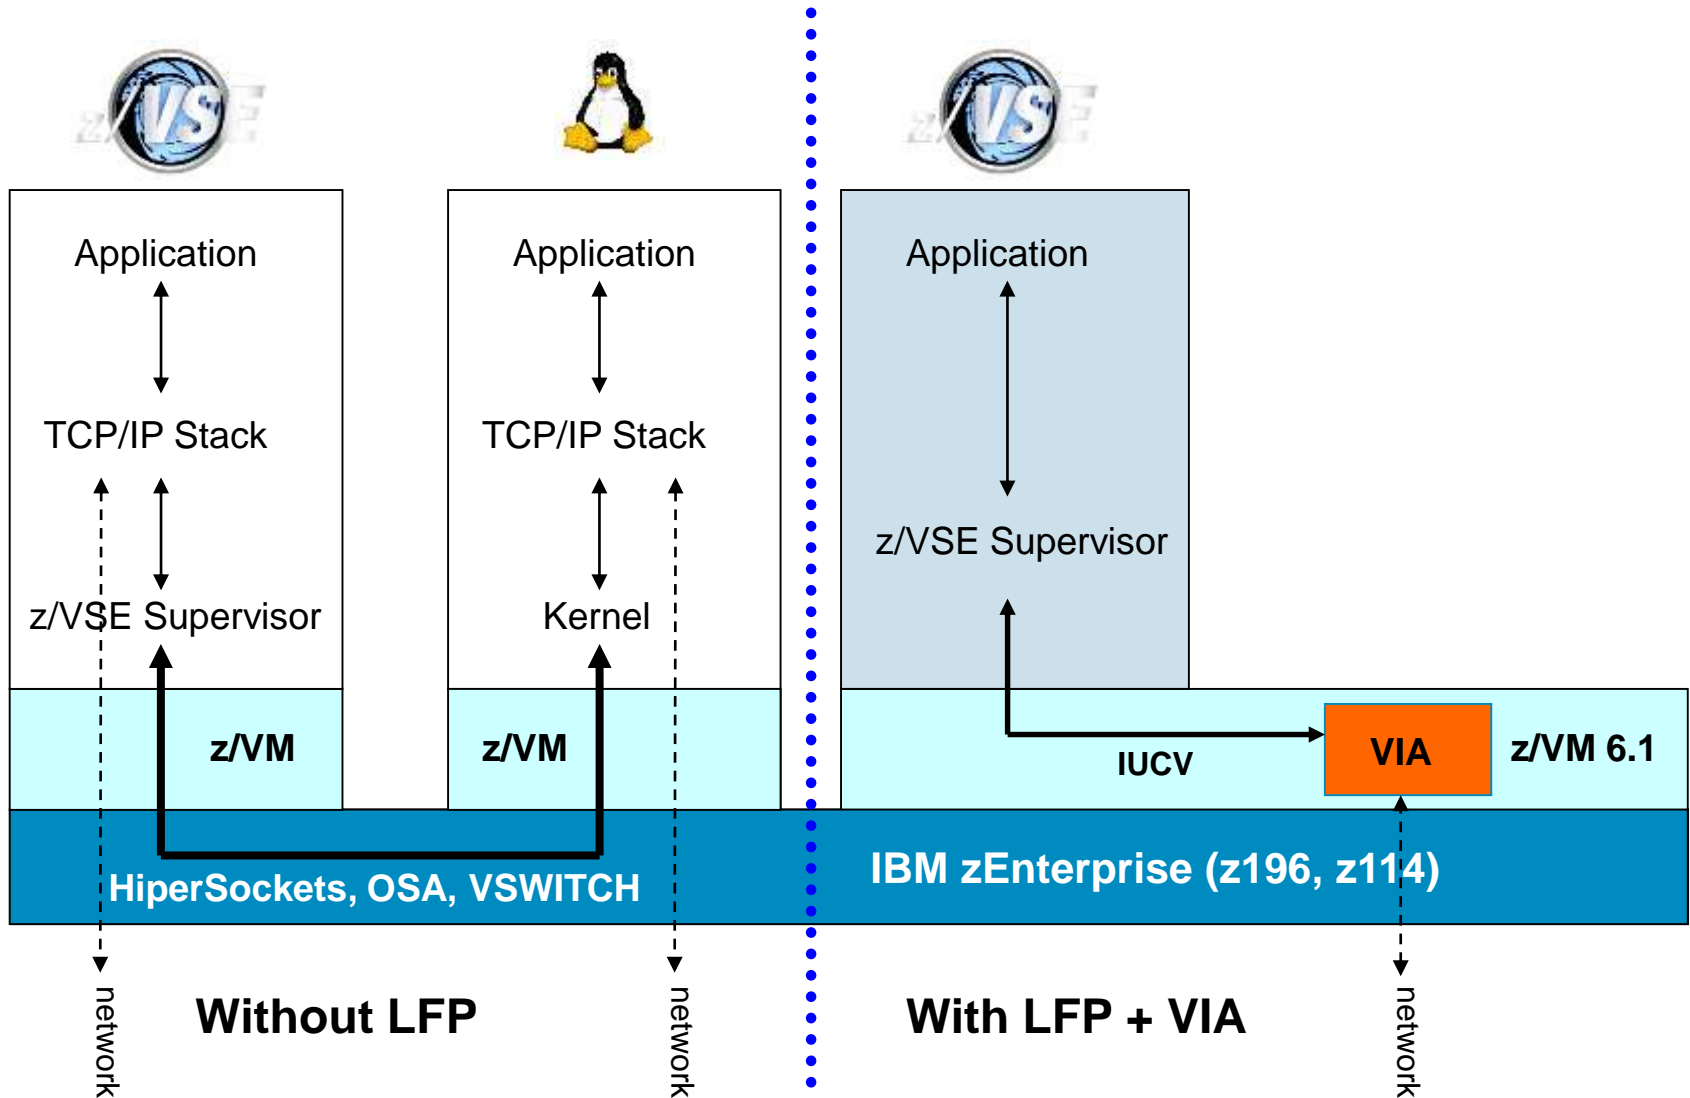 z/VSE
z/VSE
Application
Application
Application
TCP/IP Stack
TCP/IP Stack
z/VSE Supervisor
z/VSE Supervisor
Kernel
z/VM
z/VM
IUCV
VIA
z/VM 6.1
HiperSockets, OSA, VSWITCH
IBM zEnterprise (z196, z114)
network
Without LFP
network
With LFP + VIA
network